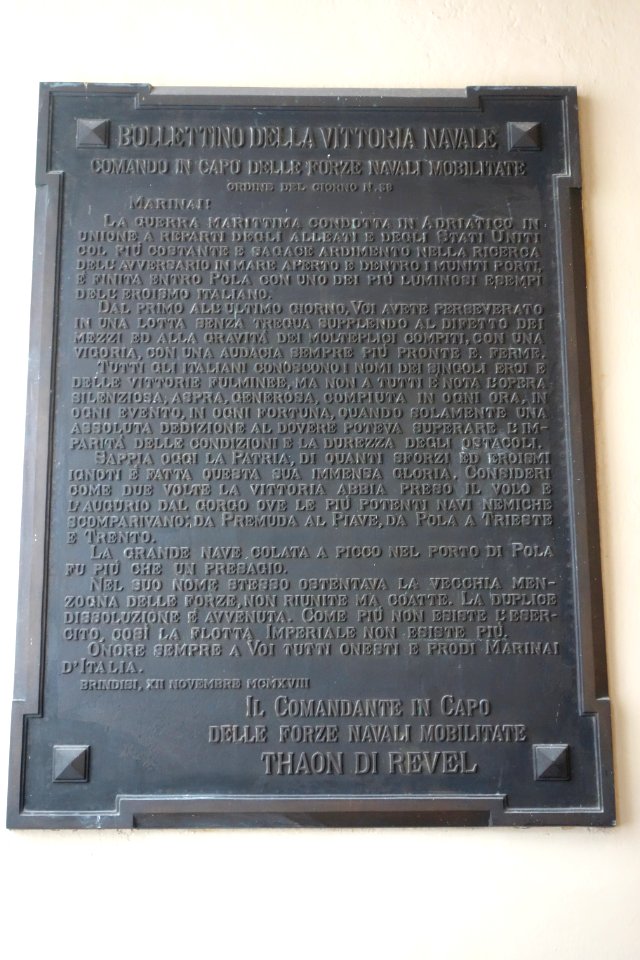 BOLLETTINO DELLA VITTORIA NAVALE
COMANDO IN CAPO DELLE FORZE NAVALI MOBILITATE
ORDINE DEL GIORNO N. 58
MARINAI!
LA GUERRA MARITTIMA CONDOTTA IN ADRIATICO IN
UNIONE A REPARTI DEGLI ALLEATI E DEGLI STATI UNITI
COL PIÚ COSTANTE E SAGACE ARDIMENTO NELLA RICERCA
DELL'AVVERSARIO IN MARE APERTO E DENTRO I MUNITI PORTI,
È FINITA ENTRO POLA CON UNO DEI PIÚ LUMINOSI ESEMPI
DELL'EROISMO ITALIANO.
DAL PRIMO ALL'ULTIMO GIORNO, VOI AVETE PERSEVERATO
IN UNA LOTTA SENZA TREGUA SUPPLENDO AL DIFETTO DEI
MEZZI ED ALLA GRAVITÁ DEI MOLTEPLICI COMPITI, CON UNA
VIGORIA, CON UNA AUDACIA SEMPRE PIÚ PRONTE E FERME.
TUTTI GLI ITALIANI CONOSCONO I NOMI DEI SINGOLI EROI E
DELLE VITTORIE FULMINEE, MA NON A TUTTI È NOTA L'OPERA
SILENZIOSA, ASPRA, GENEROSA, COMPIUTA IN OGNI ORA, IN
OGNI EVENTO, IN OGNI FORTUNA, QUANDO SOLAMENTE UNA
ASSOLUTA DEDIZIONE AL DOVERE POTEVA SUPERARE L'IM-
PARITÁ DELLE CONDIZIONI E LA DUREZZA DEGLI OSTACOLI.
SAPPIA OGGI LA PATRIA, DI QUANTI SFORZI ED EROISMI
IGNOTI È FATTA QUESTA SUA IMMENSA GLORIA. CONSIDERI
COME DUE VOLTE LA VITTORIA ABBIA PRESO IL VOLO E
L'AUGURIO DAL GORGO OVE LE PIÚ POTENTI NAVI NEMICHE
SCOMPARIVANO; DA PREMUDA AL PIAVE, DA POLA A TRIESTE
E TRENTO.
LA GRANDE NAVE COLATA A PICCO NEL PORTO DI POLA
FU PIÚ CHE UN PRESAGIO.
NEL SUO NOME STESSO OSTENTAVA LA VECCHIA MEN-
ZOGNA DELLE FORZE, NON RIUNITE MA COATTE. LA DUPLICE
DISSOLUZIONE È AVVENUTA. COME PIÚ NON ESISTE L'ESER-
CITO, COSÌ LA FLOTTA IMPERIALE NON ESISTE PIÚ.
ONORE SEMPRE A VOI TUTTI ONESTI E PRODI MARINAI
D'ITALIA.
BRINDISI, XII NOVEMBRE MCMXVIII
IL COMANDANTE IN CAPO
DELLE FORZE NAVALI MOBILITATE
THAON DI REVEL